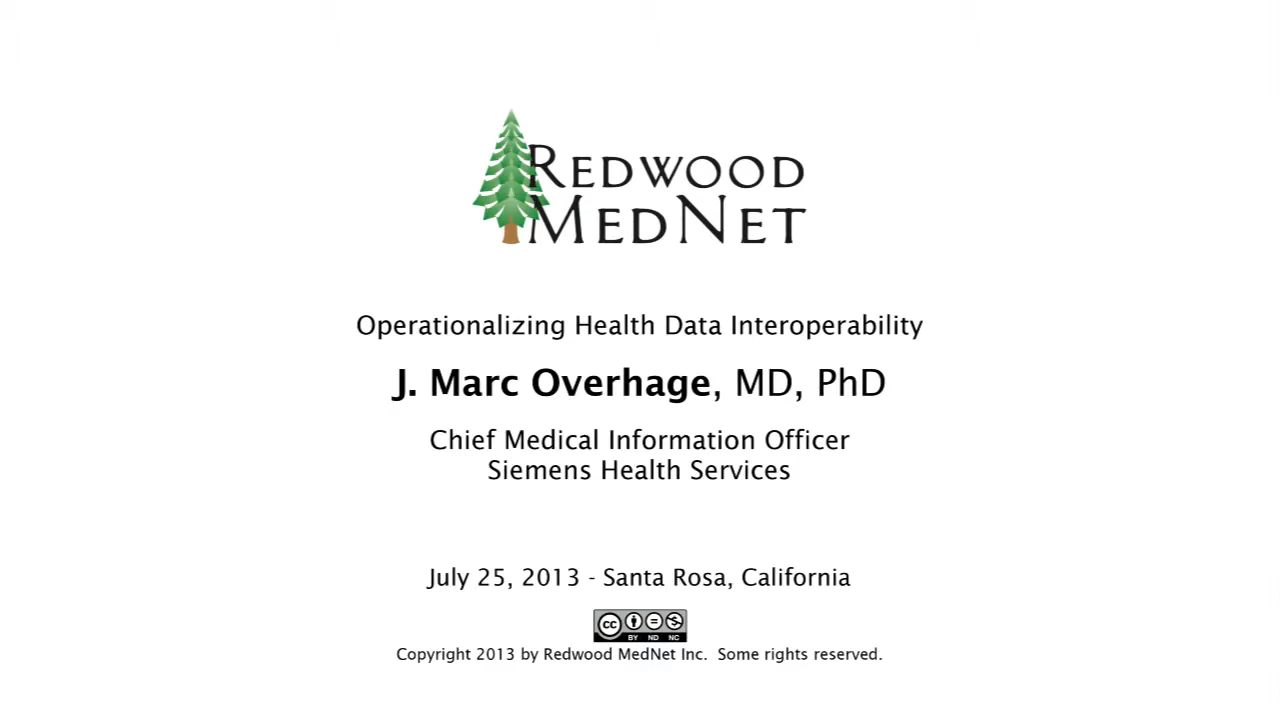 REDWOOD
MEDNET
Operationalizing Health Data Interoperability
J. Marc Overhage, MD, PhD
Chief Medical Information Officer
Siemens Health Services
July 25, 2013 - Santa Rosa, California
cc BY ND NC
Copyright 2013 by Redwood MedNet Inc. Some rights reserved.